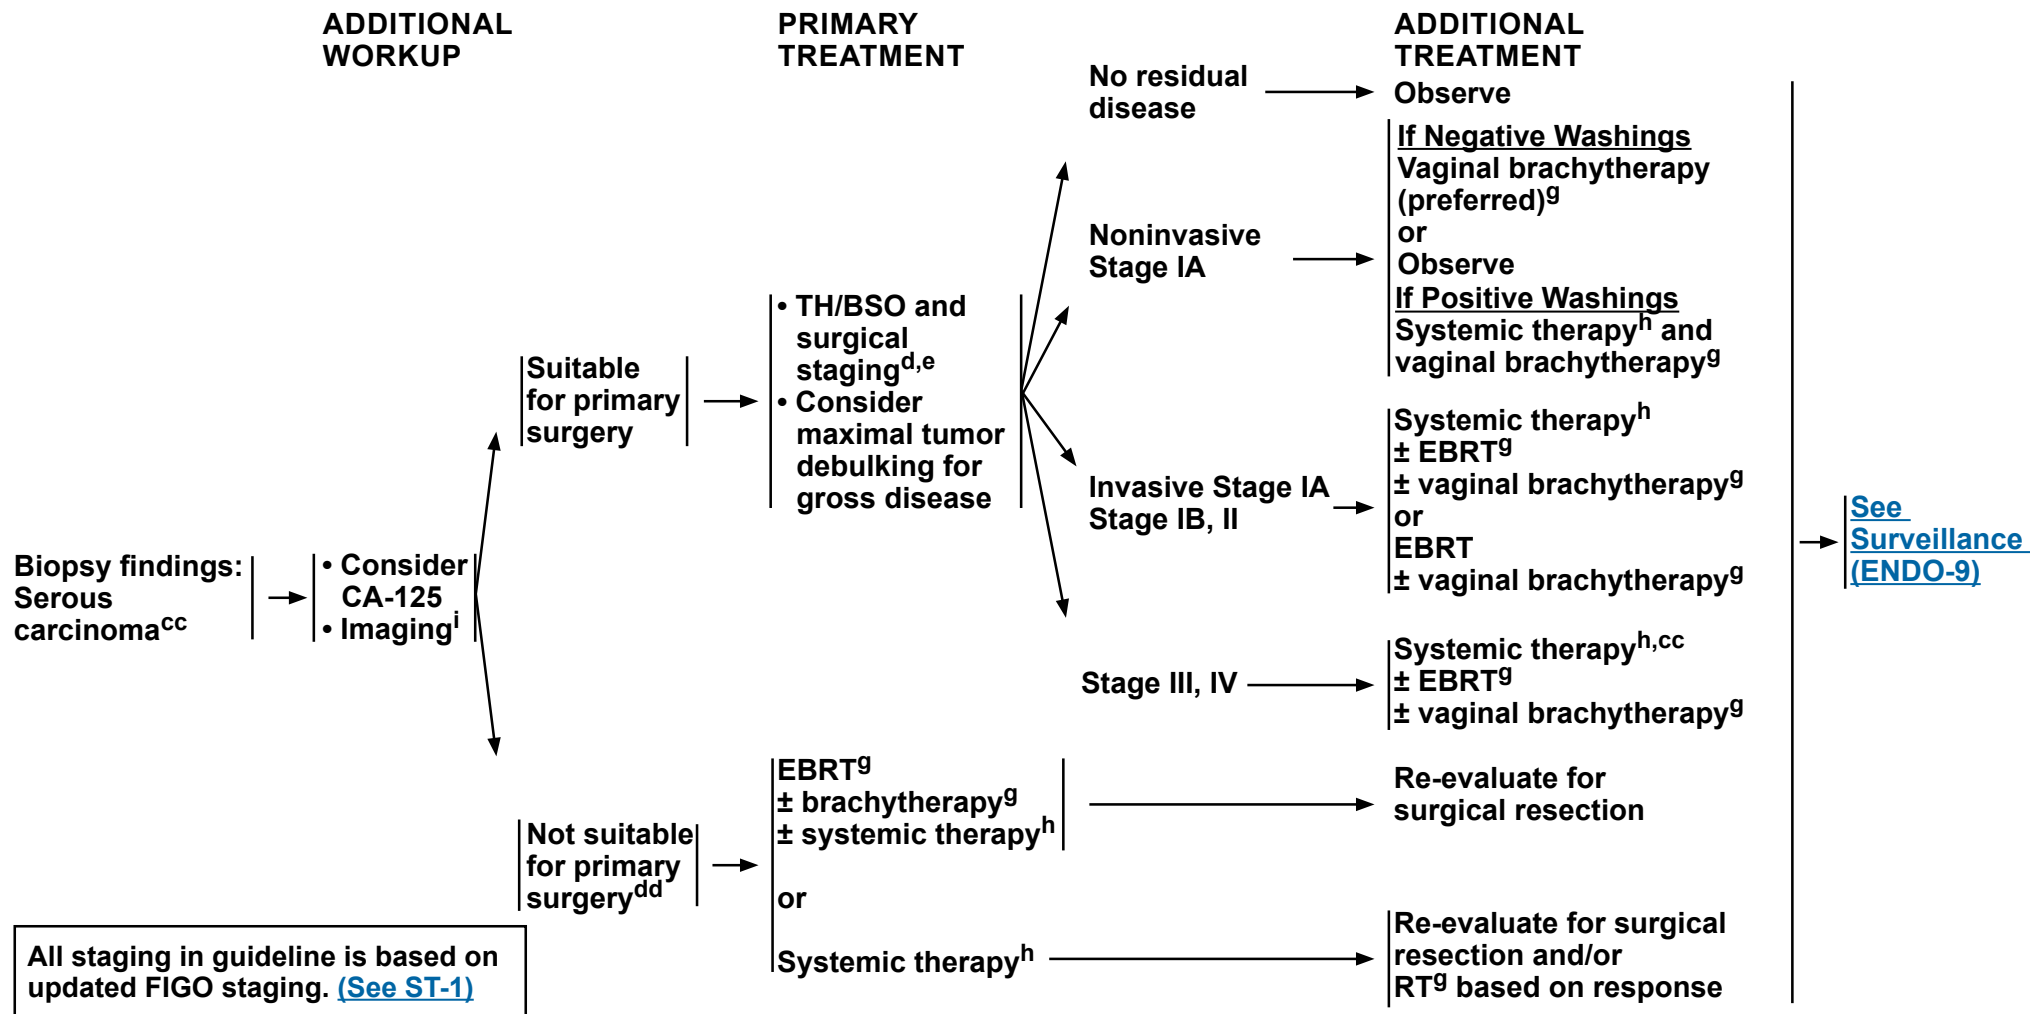 ADDITIONAL
WORKUP
PRIMARY
TREATMENT
ADDITIONAL
TREATMENT
Biopsy findings:
Serous
carcinomacc
• Consider
CA-125
• Imagingi
Suitable
for primary
surgery
• TH/BSO and
surgical
stagingd,e
• Consider
maximal tumor
debulking for
gross disease
No residual
disease
Observe
Noninvasive
Stage IA
If Negative Washings
Vaginal brachytherapy
(preferred)g
or
Observe
If Positive Washings
Systemic therapyh and
vaginal brachytherapyg
Invasive Stage IA
Stage IB, II
Systemic therapyh
± EBRTg
± vaginal brachytherapyg
or
EBRT
± vaginal brachytherapyg
Stage III, IV
Systemic therapyh,cc
± EBRTg
± vaginal brachytherapyg
Not suitable
for primary
surgerydd
EBRTg
± brachytherapyg
± systemic therapyh
or
Systemic therapyh
Re-evaluate for
surgical resection
Re-evaluate for surgical
resection and/or
RTg based on response
See
Surveillance
(ENDO-9)
All staging in guideline is based on
updated FIGO staging. (See ST-1)